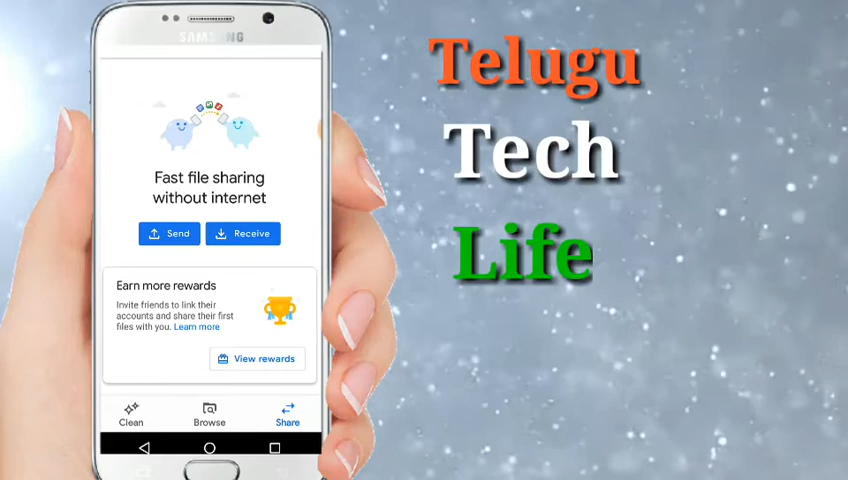 SAMSUNG
Fast file sharing
without internet
Send
Receive
Earn more rewards
Invite friends to link their
accounts and share their first
files with you. Learn more
View rewards
Clean
Browse
Share
Telugu
Tech
Life